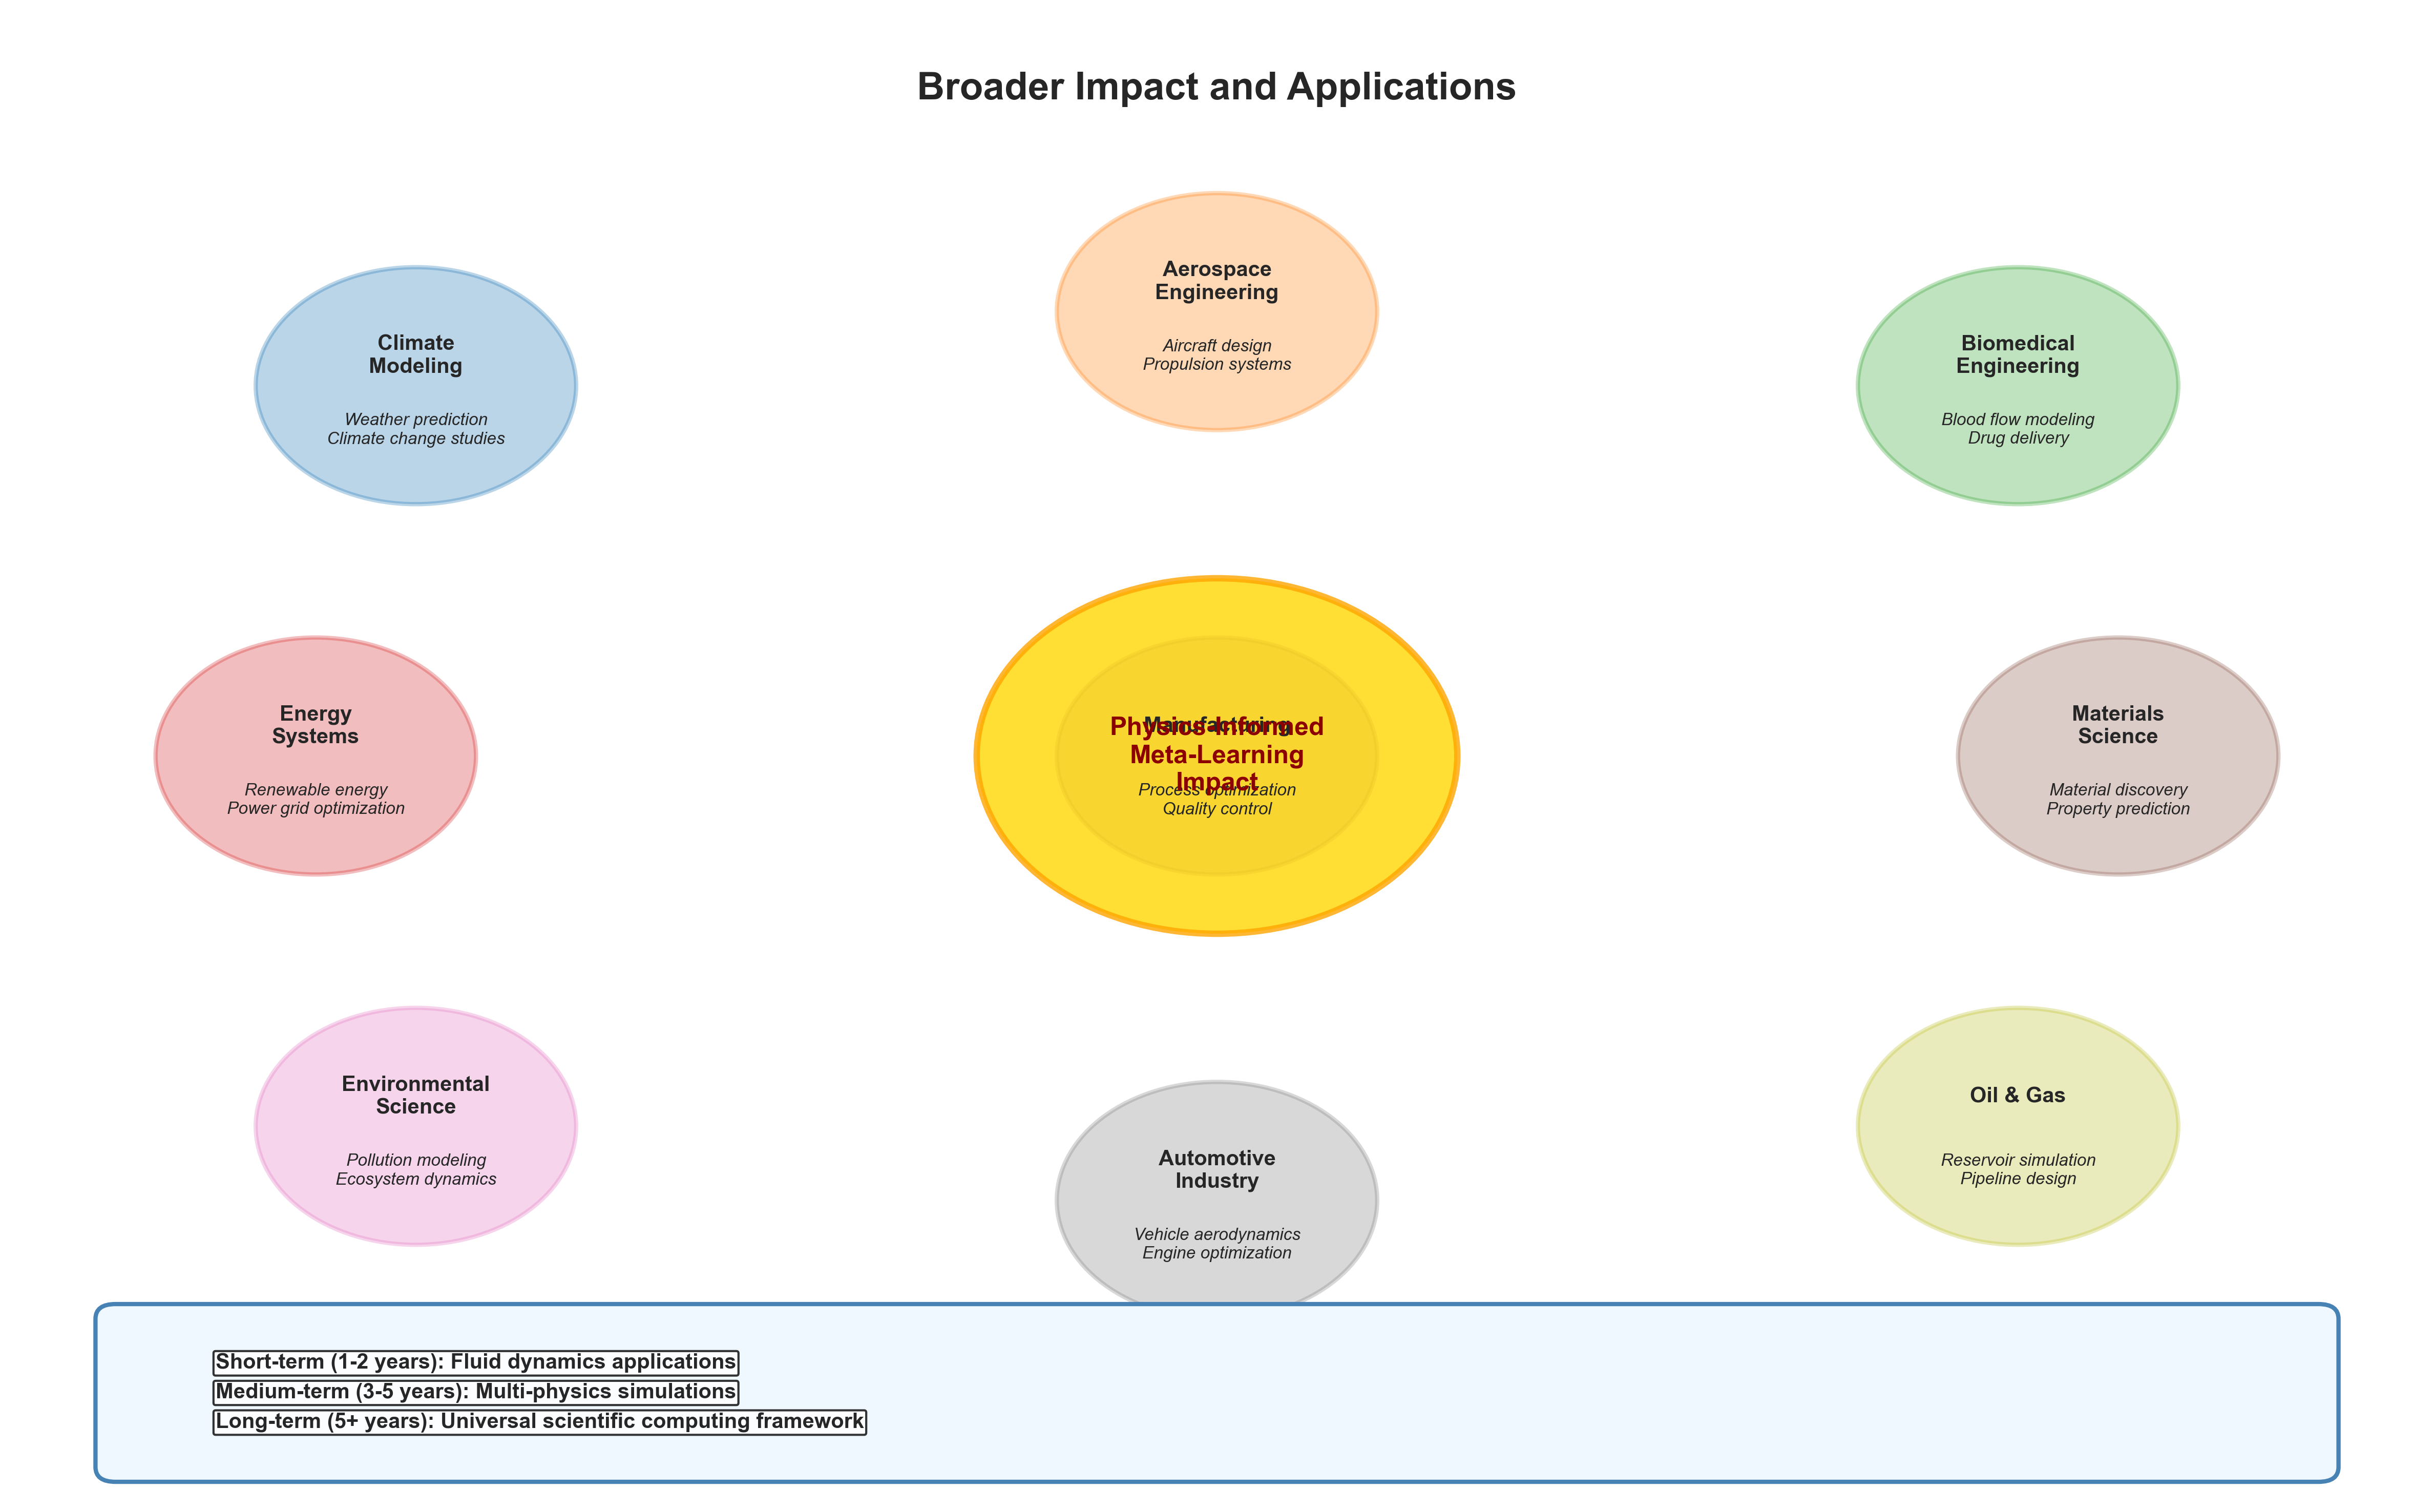 Broader Impact and Applications
Aerospace
Engineering
Aircraft design
Propulsion systems
Climate
Modeling
Weather prediction
Climate change studies
Biomedical
Engineering
Blood flow modeling
Drug delivery
Energy
Systems
Renewable energy
Power grid optimization
Manufacturing
Physics-Informed
Meta-Learning
Impact
Process optimization
Quality control
Materials
Science
Material discovery
Property prediction
Environmental
Science
Pollution modeling
Ecosystem dynamics
Automotive
Industry
Vehicle aerodynamics
Engine optimization
Oil & Gas
Reservoir simulation
Pipeline design
Short-term (1-2 years): Fluid dynamics applications
Medium-term (3-5 years): Multi-physics simulations
Long-term (5+ years): Universal scientific computing framework